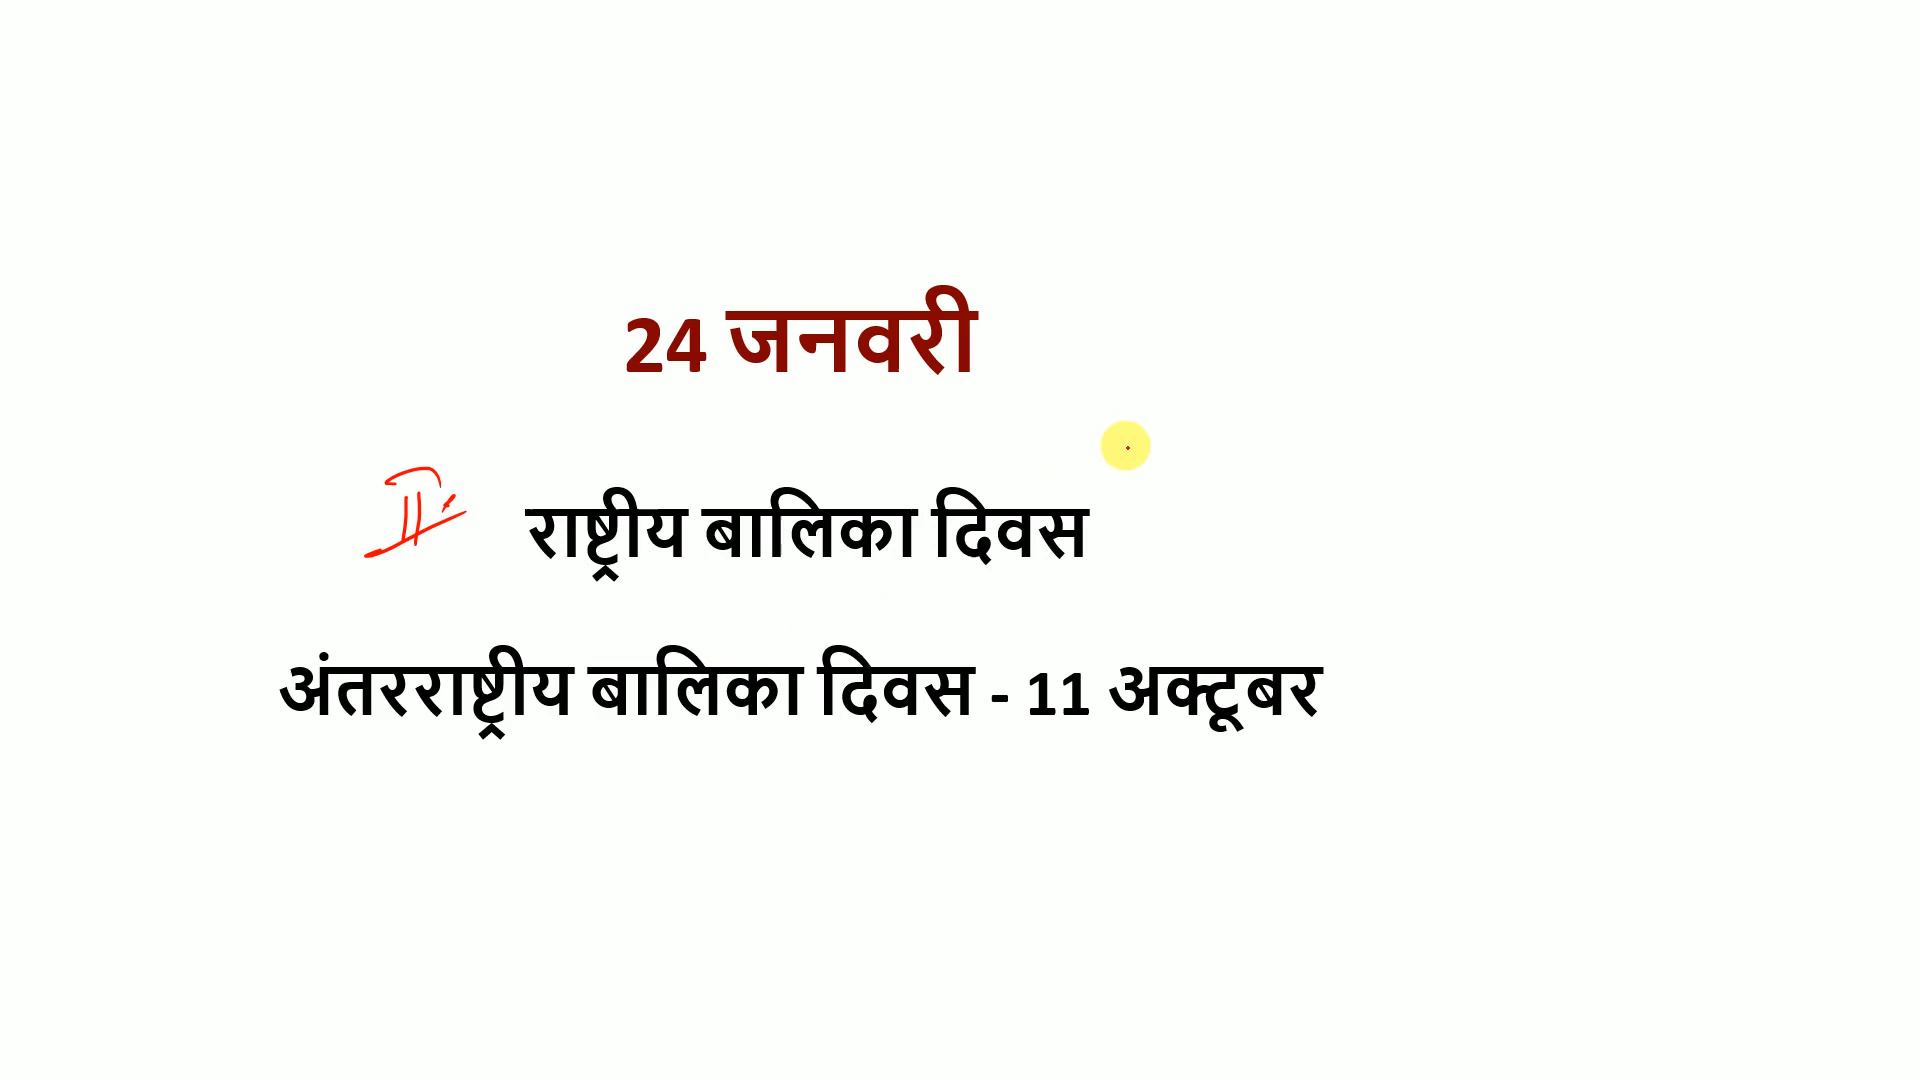 24 जनवरी
राष्ट्रीय बालिका दिवस
अंतरराष्ट्रीय बालिका दिवस - 11 अक्टूबर